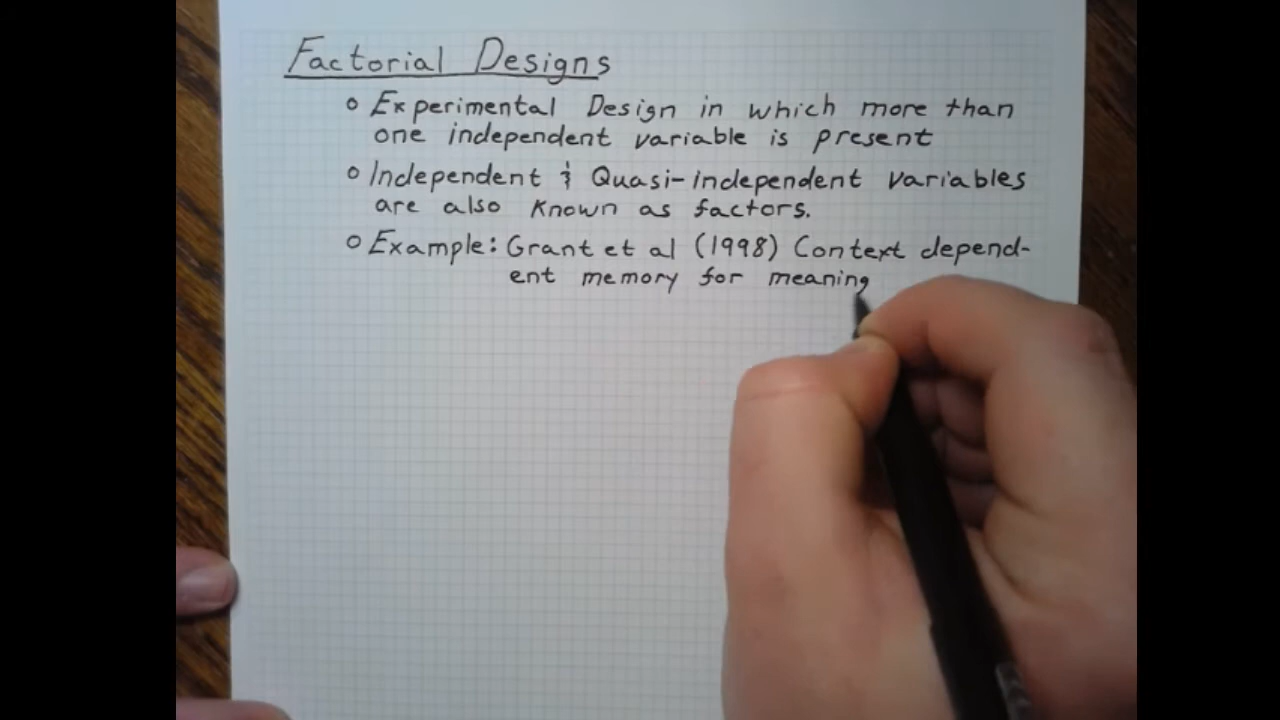 Factorial Designs
o Experimental Design in which more than
one independent variable is present
o Independent & Quasi-independent variables
are also known as factors.
o Example: Grant et al (1998) Context depend-
ent memory for meaning